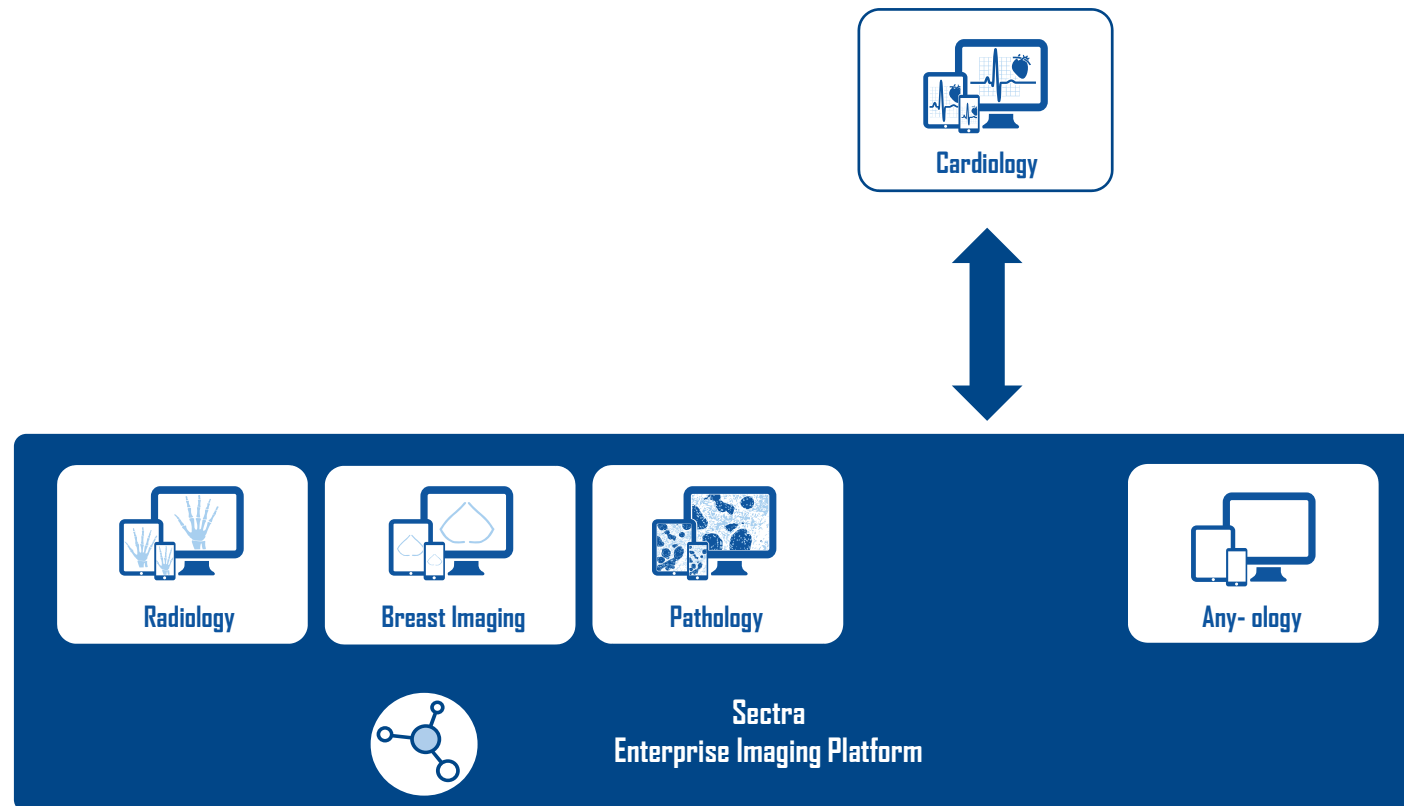 Cardiology
Radiology
Breast Imaging
Pathology
Any- ology
Sectra
Enterprise Imaging Platform